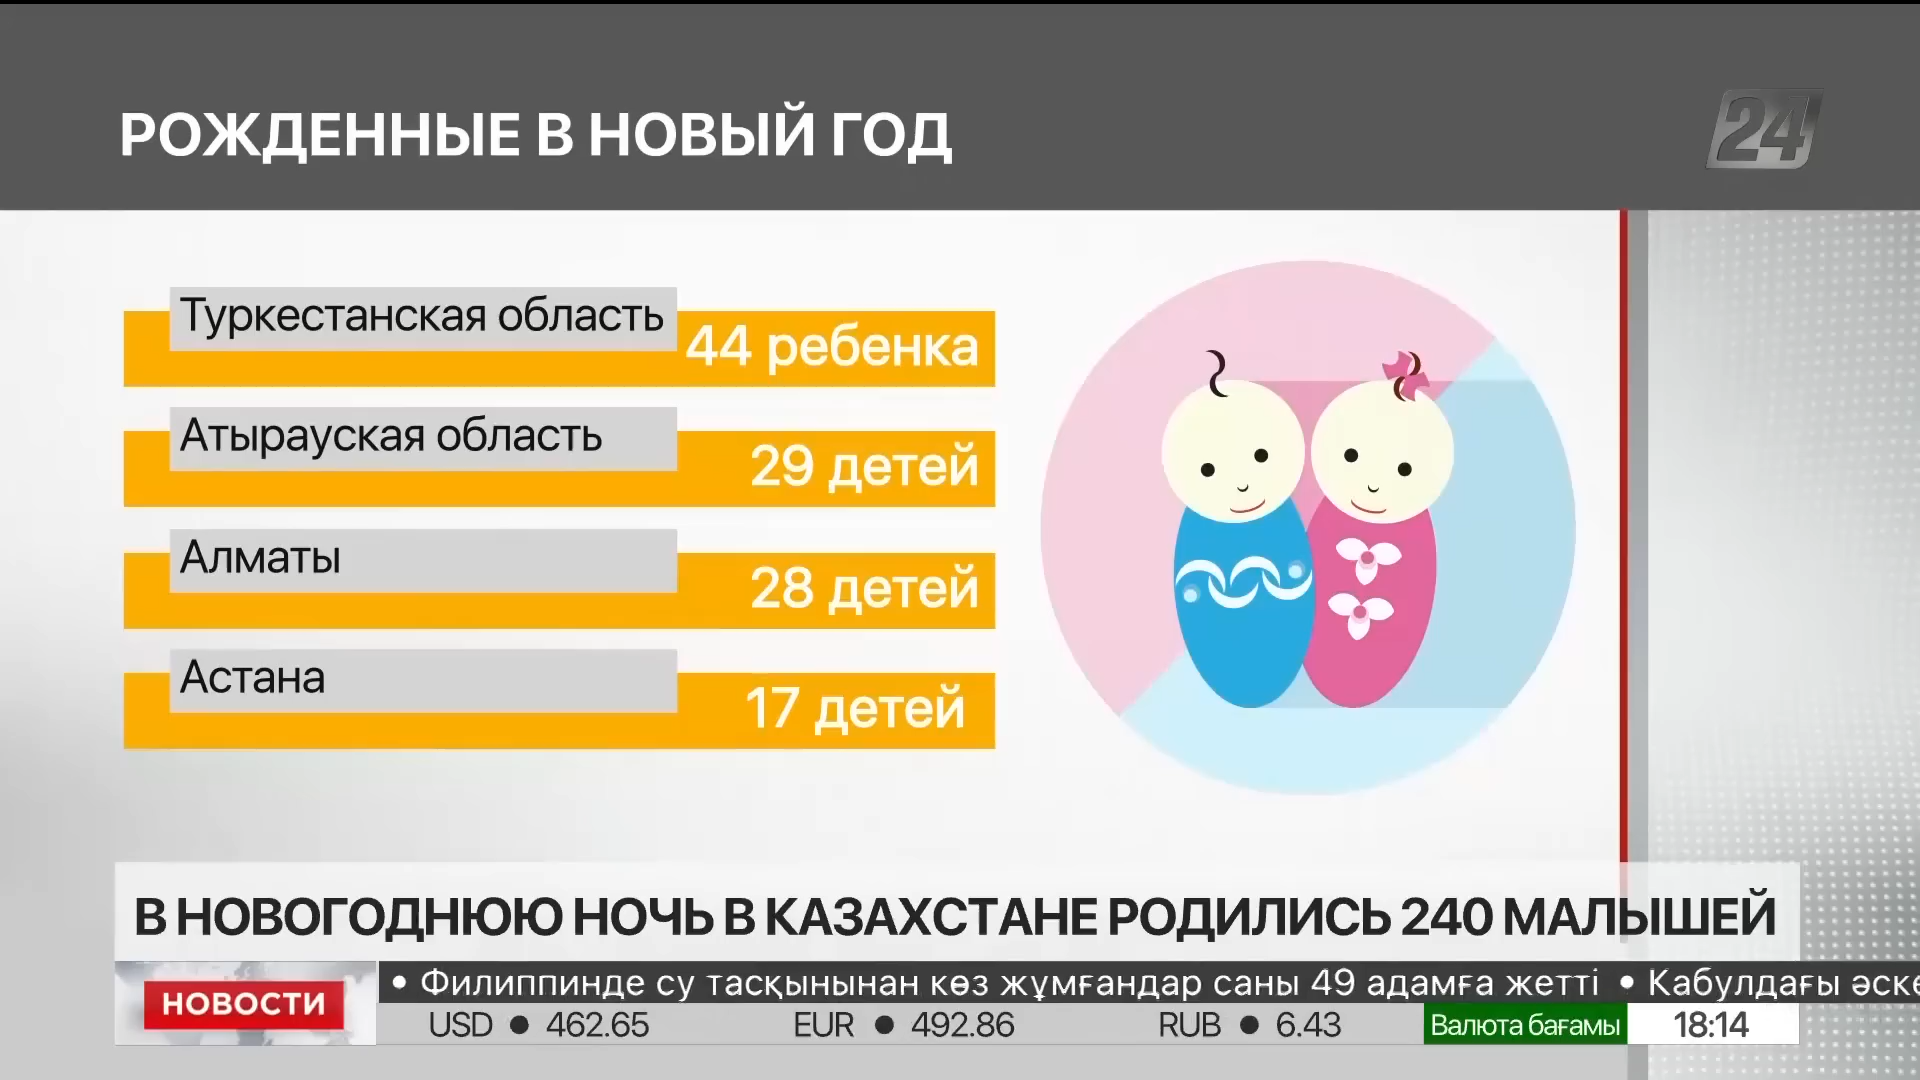 РОЖДЕННЫЕ В НОВЫЙ ГОД
24
Туркестанская область
44 ребенка
Атырауская область
29 детей
Алматы
28 детей
Астана
17 детей
В НОВОГОДНЮЮ НОЧЬ В КАЗАХСТАНЕ РОДИЛИСЬ 240 МАЛЫШЕЙ
НОВОСТИ
• Филиппинде су тасқынынан көз жұмғандар саны 49 адамға жетті • Кабулдағы әске
USD ● 462.65 EUR ● 492.86 RUB ● 6.43 Валюта бағамы 18:14